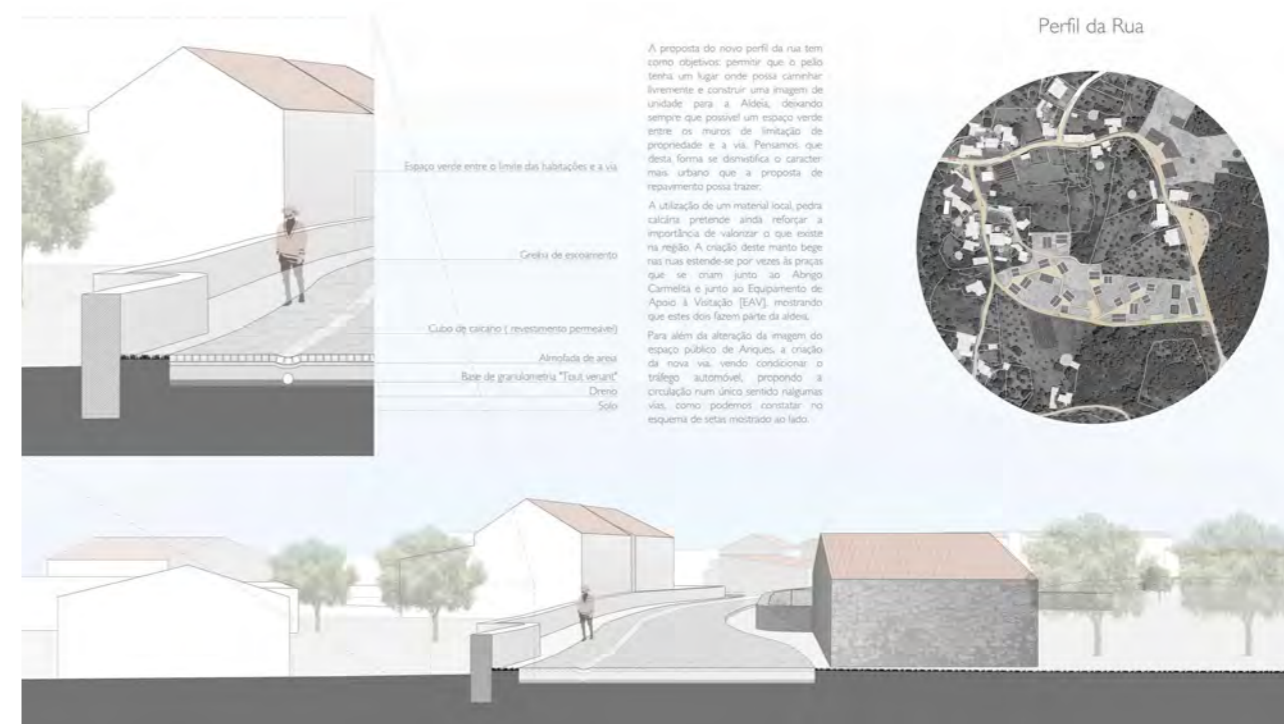 Perfil da Rua
A proposta do novo perfil da rua tem
como objetivos: permitir que o peão
tenha um lugar onde possa caminhar
livremente e construir uma imagem de
unidade para a Aldeia, deixando
sempre que possível um espaço verde
entre os muros de limitação de
propriedade e a via. Pensamos que
desta forma se dismistifica o caracter
mais urbano que a proposta de
repavimento possa trazer.
A utilização de um material local, pedra
calcária pretende ainda reforçar a
importância de valorizar o que existe
na região. A criação deste manto bege
nas ruas estende-se por vezes às praças
que se criam junto ao Abrigo
Carmelita e junto ao Equipamento de
Apoio à Visitação [EAV], mostrando
que estes dois fazem parte da aldeia.
Para além da alteração da imagem do
espaço público de Ariques, a criação
da nova via, vendo condicionar o
tráfego automóvel, propondo a
circulação num único sentido nalgumas
vias, como podemos constatar no
esquema de setas mostrado ao lado.
Espaço verde entre o limite das habitações e a via
Grelha de escoamento
Cubo de calcário ( revestimento permeável)
Almofada de areia
Base de granulometria "Tout venant"
Dreno
Solo